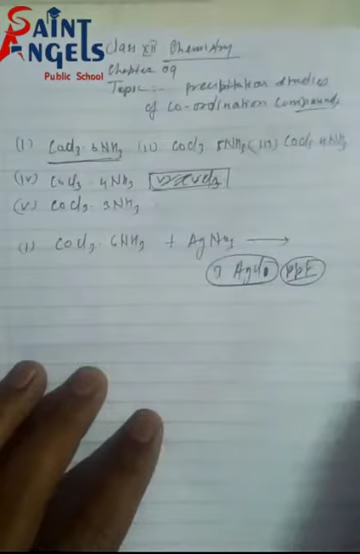 SAINT
ANGELS
Public School
Class XII Chemistry
Chapter 09
Topic:- precipitation studies
of co-ordination compounds
(i) CoCl3·6NH3 (ii) CoCl3 5NH3 (iii) CoCl3 4NH3
(iv) CoCl3 4NH3
(v) CoCl3·3NH3
(i) CoCl3·6NH3 + AgNO3 →
? AgCl PPt